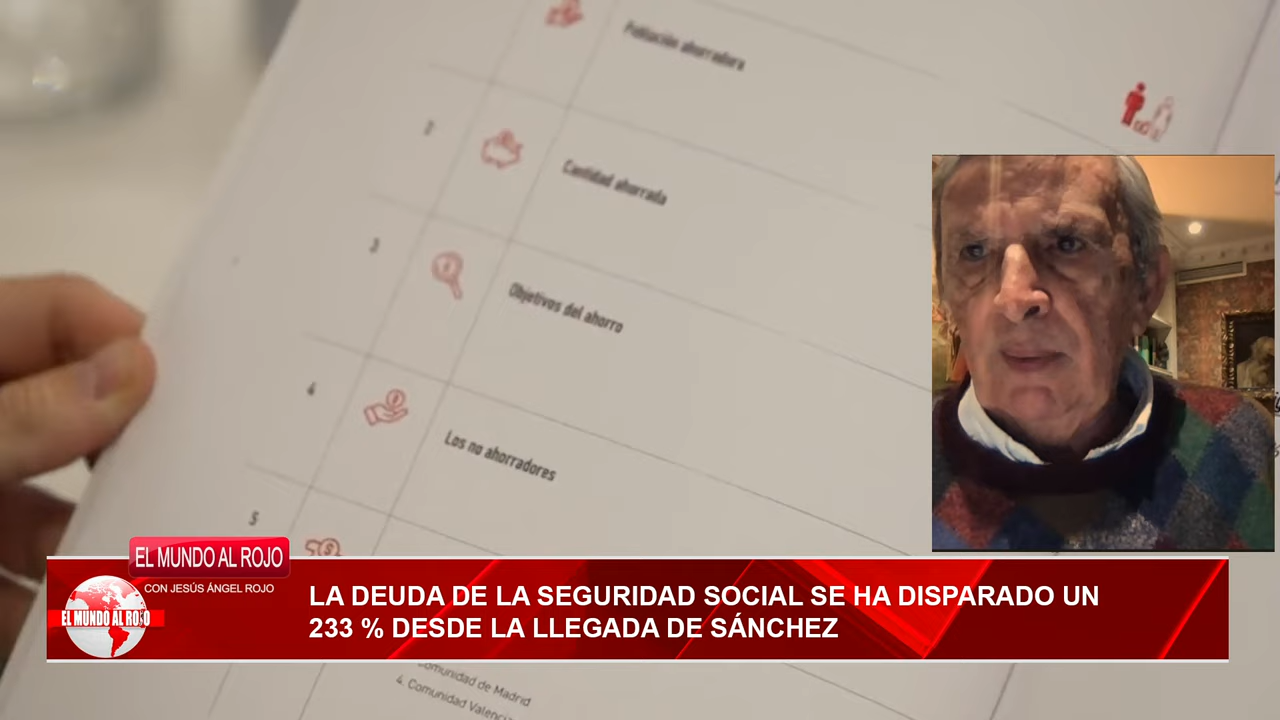 Población ahorradora
2
Cantidad ahorrada
3
Objetivos del ahorro
4
Los no ahorradores
5
EL MUNDO AL ROJO
CON JESÚS ÁNGEL ROJO
EL MUNDO AL ROJO
LA DEUDA DE LA SEGURIDAD SOCIAL SE HA DISPARADO UN
233 % DESDE LA LLEGADA DE SÁNCHEZ
Comunidad de Madrid
4. Comunidad